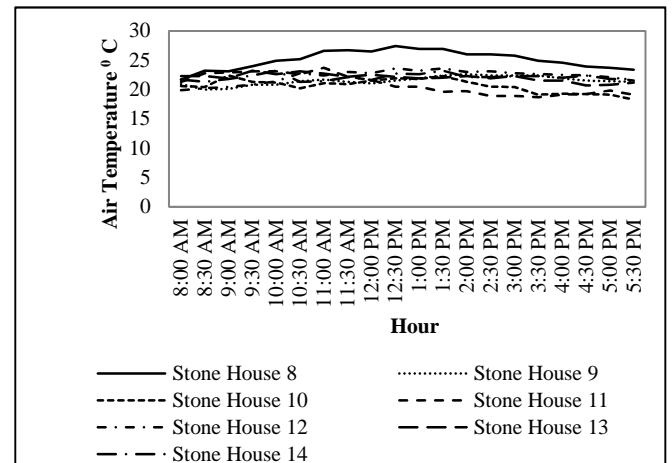 30
25
20
15
10
5
0
Air Temperature ⁰ C
8:00 AM
8:30 AM
9:00 AM
9:30 AM
10:00 AM
10:30 AM
11:00 AM
11:30 AM
12:00 PM
12:30 PM
1:00 PM
1:30 PM
2:00 PM
2:30 PM
3:00 PM
3:30 PM
4:00 PM
4:30 PM
5:00 PM
5:30 PM
Hour
Stone House 8
Stone House 9
Stone House 10
Stone House 11
Stone House 12
Stone House 13
Stone House 14